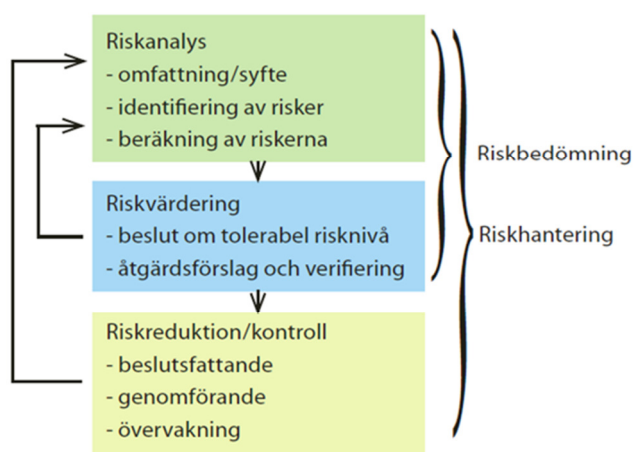 Riskanalys
- omfattning/syfte
- identifiering av risker
- beräkning av riskerna
Riskvärdering
- beslut om tolerabel risknivå
- åtgärdsförslag och verifiering
Riskreduktion/kontroll
- beslutsfattande
- genomförande
- övervakning
Riskbedömning
Riskhantering